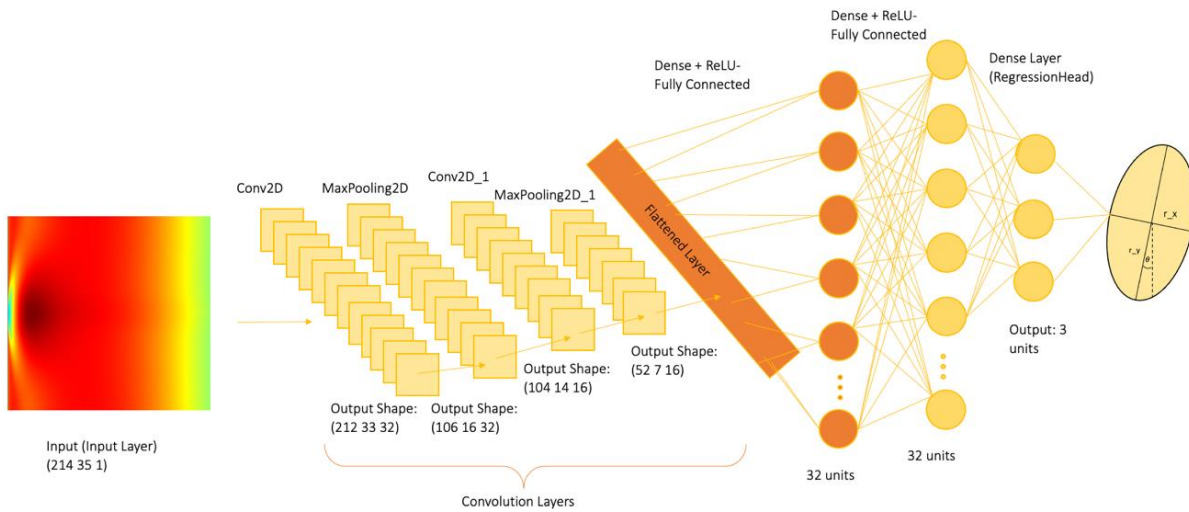 Dense + ReLU-
Fully Connected
Dense + ReLU-
Fully Connected
Dense Layer
(RegressionHead)
Conv2D
MaxPooling2D
Conv2D_1
MaxPooling2D_1
Flattened Layer
r_x
r_y
θ
Output: 3
units
Output Shape:
(52 7 16)
Output Shape:
(104 14 16)
Output Shape:
(106 16 32)
Output Shape:
(212 33 32)
Input (Input Layer)
(214 35 1)
32 units
32 units
Convolution Layers